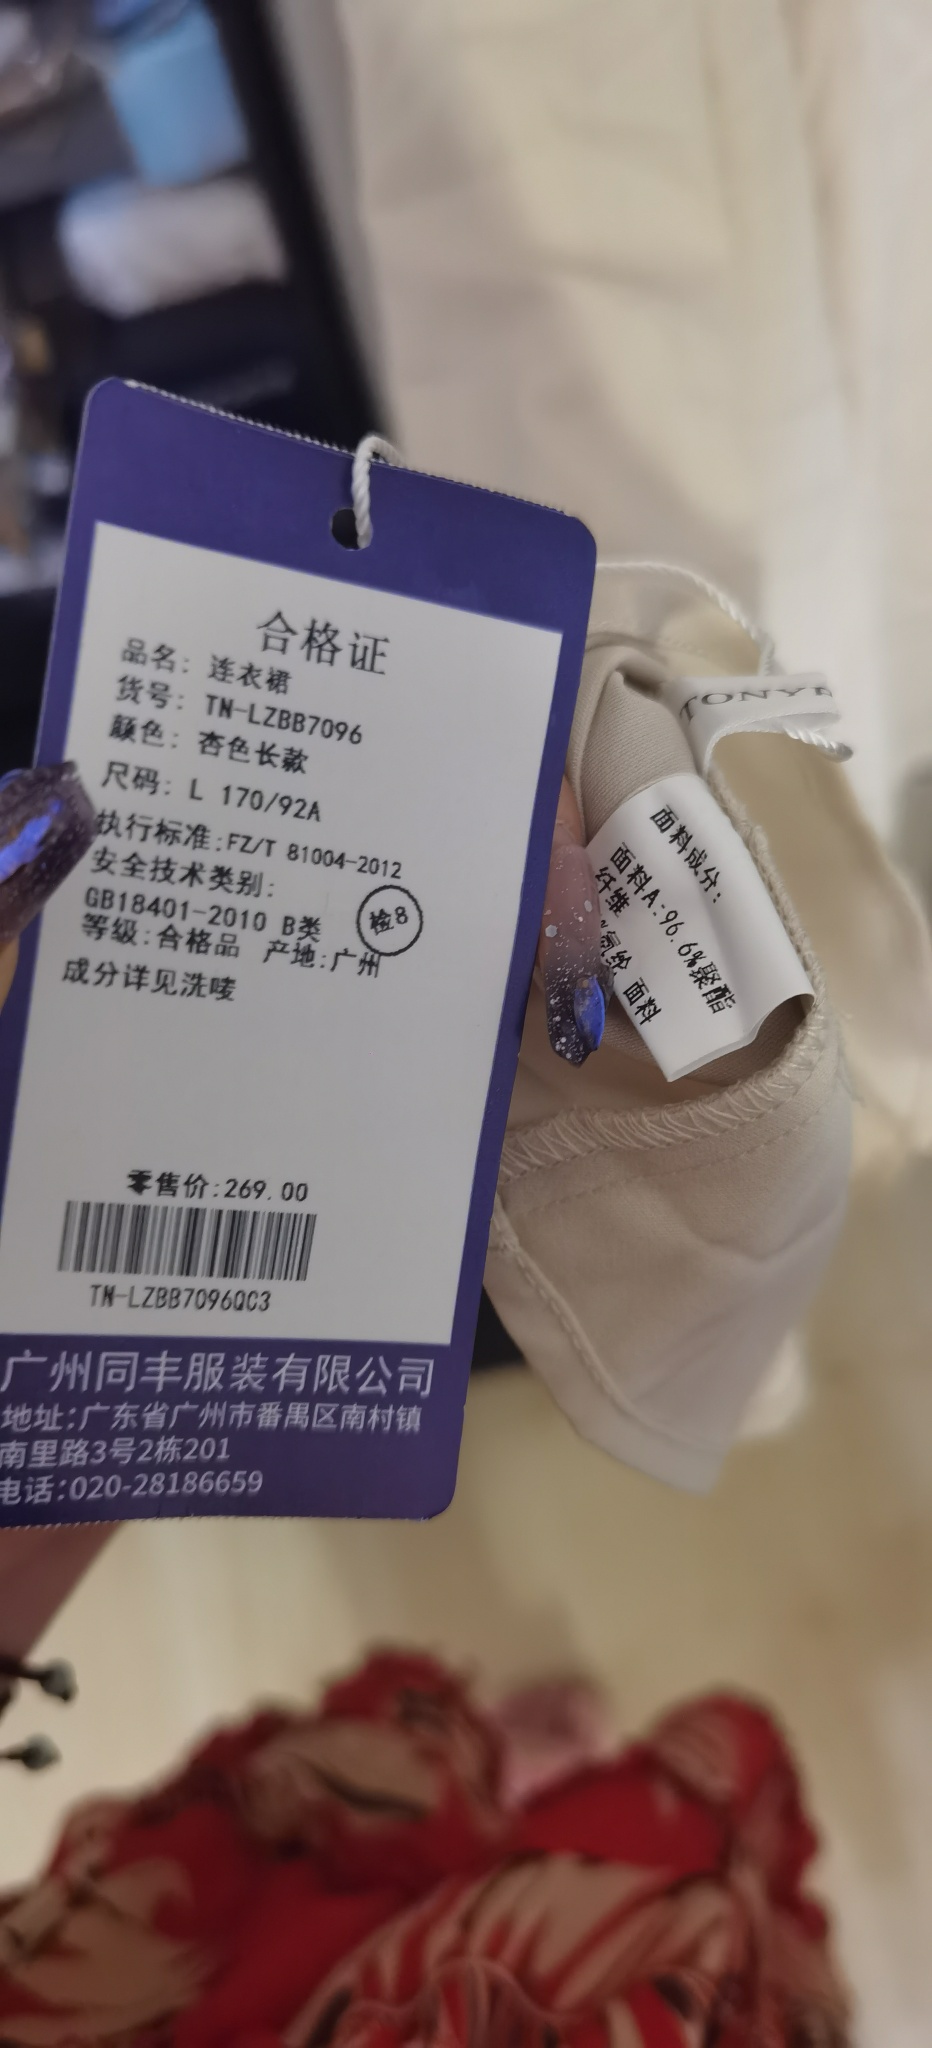 合格证
品名: 连衣裙
货号: TN-LZBB7096
颜色: 杏色长款
尺码: L 170/92A
执行标准:FZ/T 81004-2012
安全技术类别:
GB18401-2010 B类
检8
等级:合格品 产地:广州
成分详见洗唛
零售价:269.00
TN-LZBB7096QC3
广州同丰服装有限公司
地址:广东省广州市番禺区南村镇
南里路3号2栋201
电话:020-28186659
TONY
面料成分:
面料A:96.6%聚酯
纤维
氨纶 面料